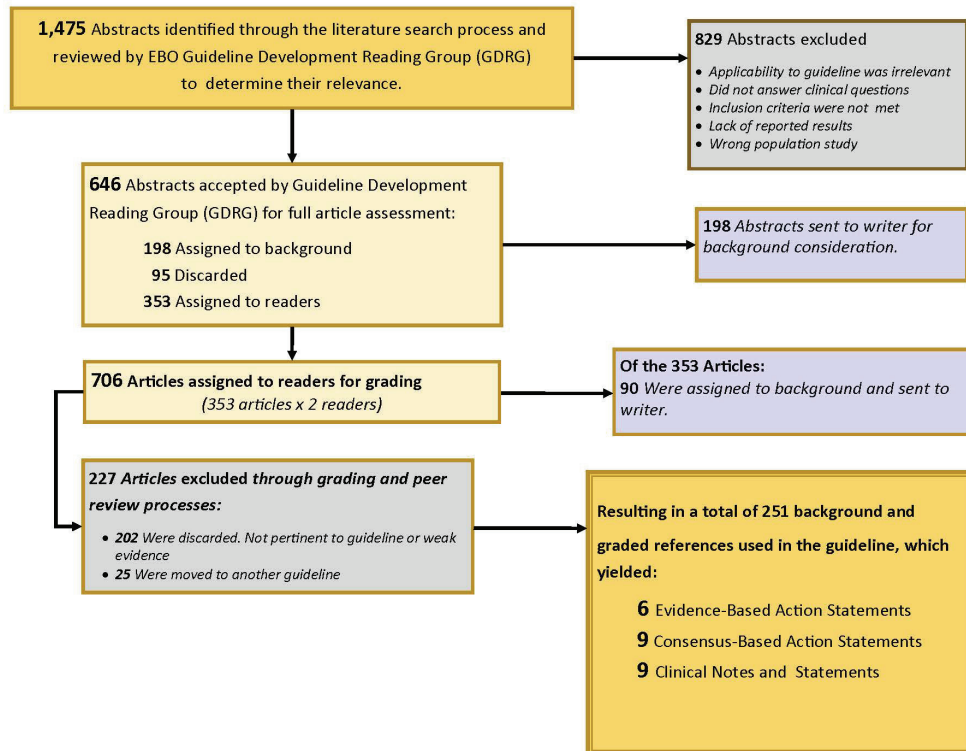 1,475 Abstracts identified through the literature search process and
reviewed by EBO Guideline Development Reading Group (GDRG)
to determine their relevance.
829 Abstracts excluded
• Applicability to guideline was irrelevant
• Did not answer clinical questions
• Inclusion criteria were not met
• Lack of reported results
• Wrong population study
646 Abstracts accepted by Guideline Development
Reading Group (GDRG) for full article assessment:
198 Assigned to background
95 Discarded
353 Assigned to readers
198 Abstracts sent to writer for
background consideration.
706 Articles assigned to readers for grading
(353 articles x 2 readers)
Of the 353 Articles:
90 Were assigned to background and sent to
writer.
227 Articles excluded through grading and peer
review processes:
• 202 Were discarded. Not pertinent to guideline or weak
evidence
• 25 Were moved to another guideline
Resulting in a total of 251 background and
graded references used in the guideline, which
yielded:
6 Evidence-Based Action Statements
9 Consensus-Based Action Statements
9 Clinical Notes and Statements